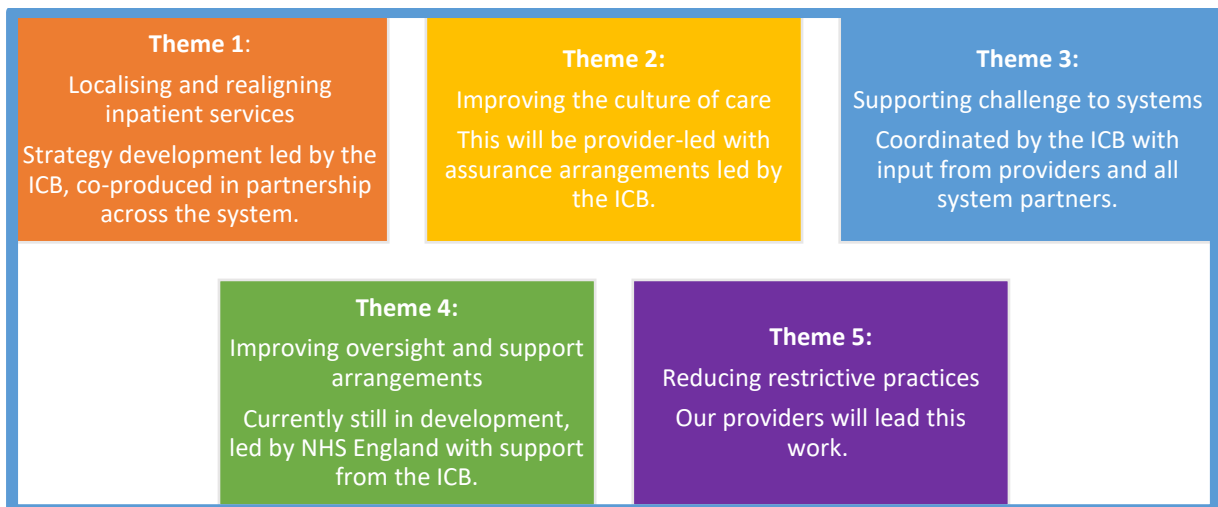 Theme 1:
Localising and realigning
inpatient services
Strategy development led by the
ICB, co-produced in partnership
across the system.
Theme 2:
Improving the culture of care
This will be provider-led with
assurance arrangements led by
the ICB.
Theme 3:
Supporting challenge to systems
Coordinated by the ICB with
input from providers and all
system partners.
Theme 4:
Improving oversight and support
arrangements
Currently still in development,
led by NHS England with support
from the ICB.
Theme 5:
Reducing restrictive practices
Our providers will lead this
work.